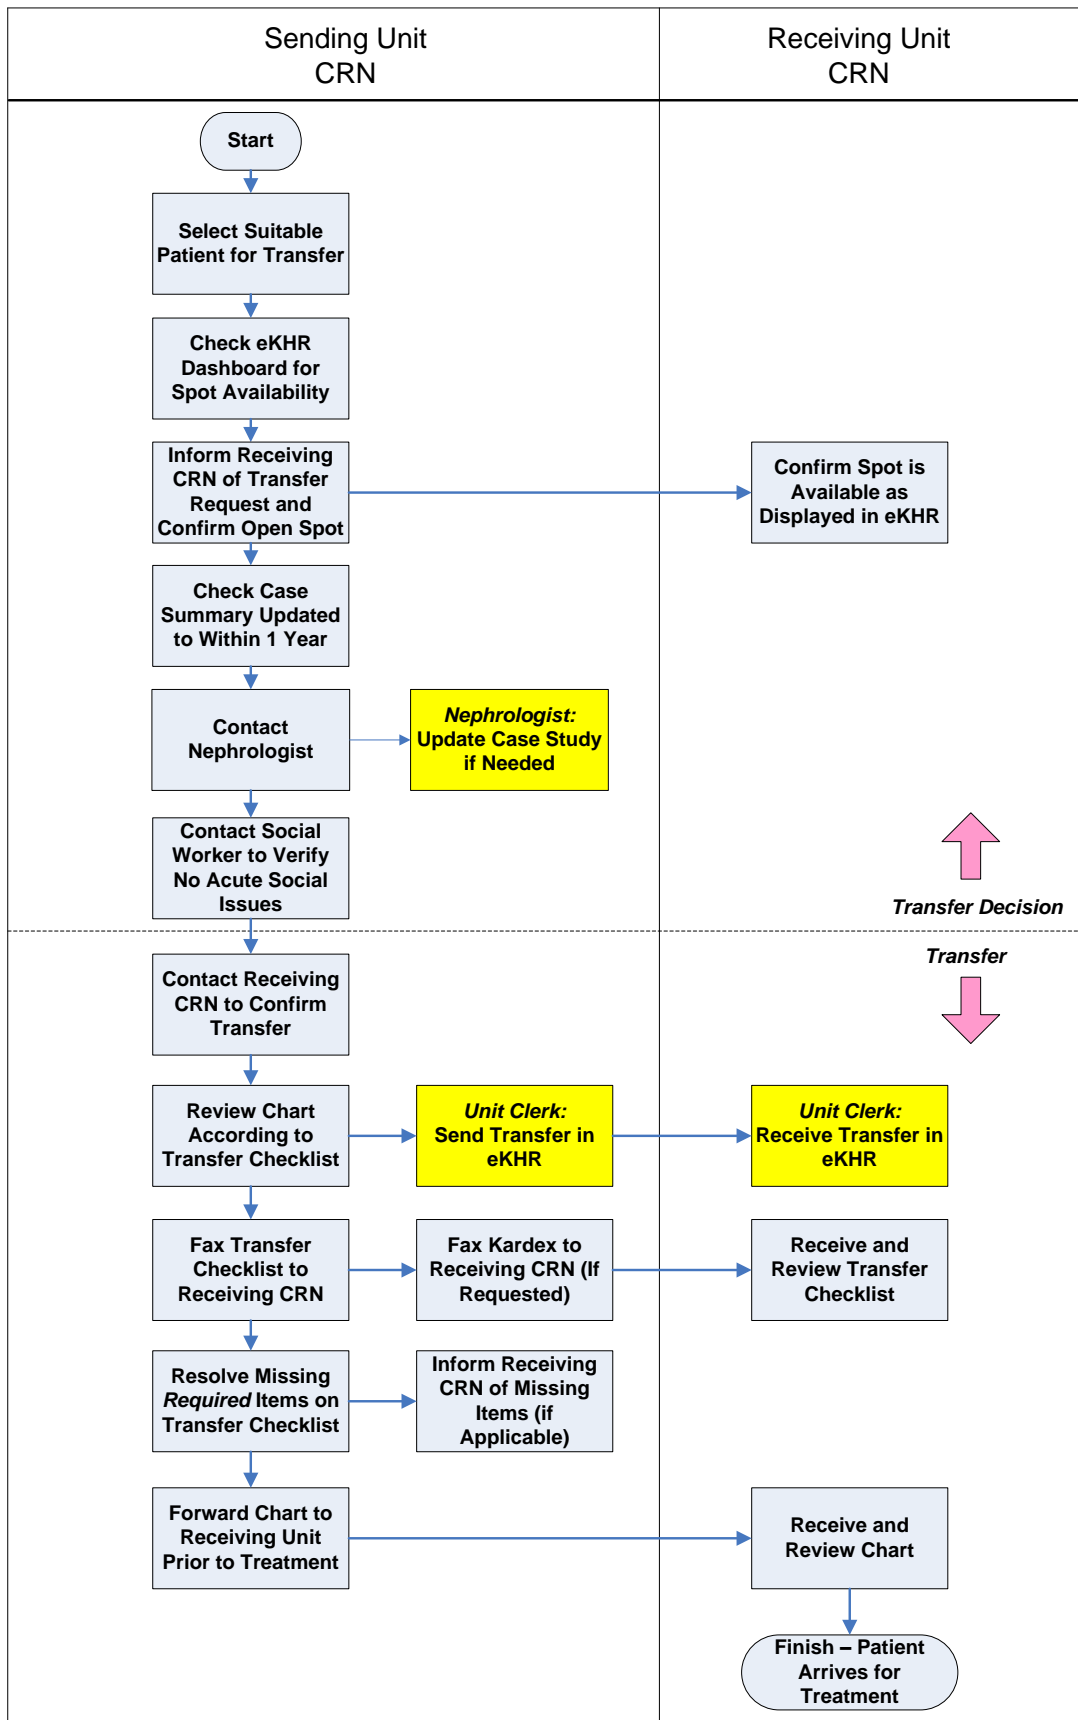 Sending Unit
CRN
Receiving Unit
CRN
Start
Select Suitable
Patient for Transfer
Check eKHR
Dashboard for
Spot Availability
Inform Receiving
CRN of Transfer
Request and
Confirm Open Spot
Confirm Spot is
Available as
Displayed in eKHR
Check Case
Summary Updated
to Within 1 Year
Contact
Nephrologist
Nephrologist:
Update Case Study
if Needed
Contact Social
Worker to Verify
No Acute Social
Issues
Transfer Decision
Transfer
Contact Receiving
CRN to Confirm
Transfer
Review Chart
According to
Transfer Checklist
Unit Clerk:
Send Transfer in
eKHR
Unit Clerk:
Receive Transfer in
eKHR
Fax Transfer
Checklist to
Receiving CRN
Fax Kardex to
Receiving CRN (If
Requested)
Receive and
Review Transfer
Checklist
Resolve Missing
Required Items on
Transfer Checklist
Inform Receiving
CRN of Missing
Items (if
Applicable)
Forward Chart to
Receiving Unit
Prior to Treatment
Receive and
Review Chart
Finish – Patient
Arrives for
Treatment